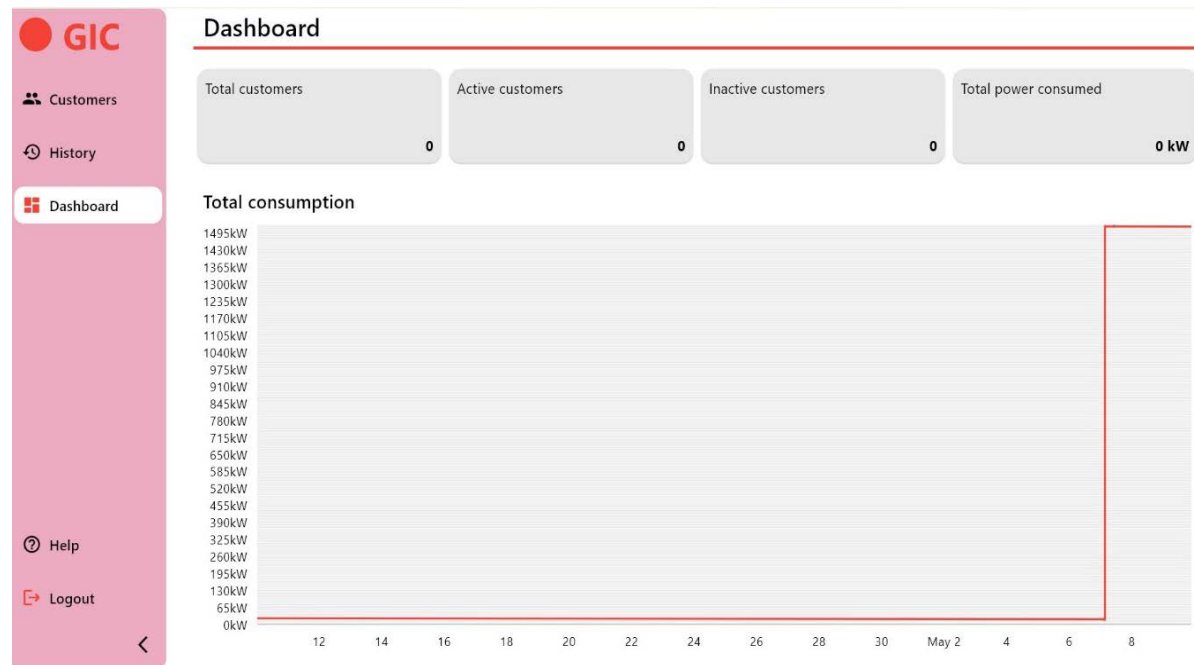 GIC
Customers
History
Dashboard
Help
Logout
Dashboard
Total customers
0
Active customers
0
Inactive customers
0
Total power consumed
0 kW
Total consumption
1495kW
1430kW
1365kW
1300kW
1235kW
1170kW
1105kW
1040kW
975kW
910kW
845kW
780kW
715kW
650kW
585kW
520kW
455kW
390kW
325kW
260kW
195kW
130kW
65kW
0kW
12 14 16 18 20 22 24 26 28 30 May 2 4 6 8